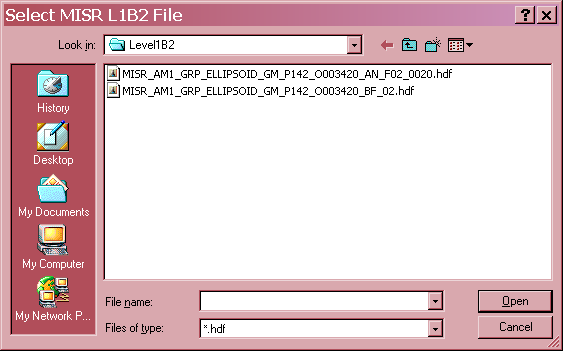 Select MISR L1B2 File
Look in: Level1B2
MISR_AM1_GRP_ELLIPSOID_GM_P142_O003420_AN_F02_0020.hdf
MISR_AM1_GRP_ELLIPSOID_GM_P142_O003420_BF_02.hdf
History
Desktop
My Documents
My Computer
My Network P...
File name:
Open
Files of type: *.hdf
Cancel